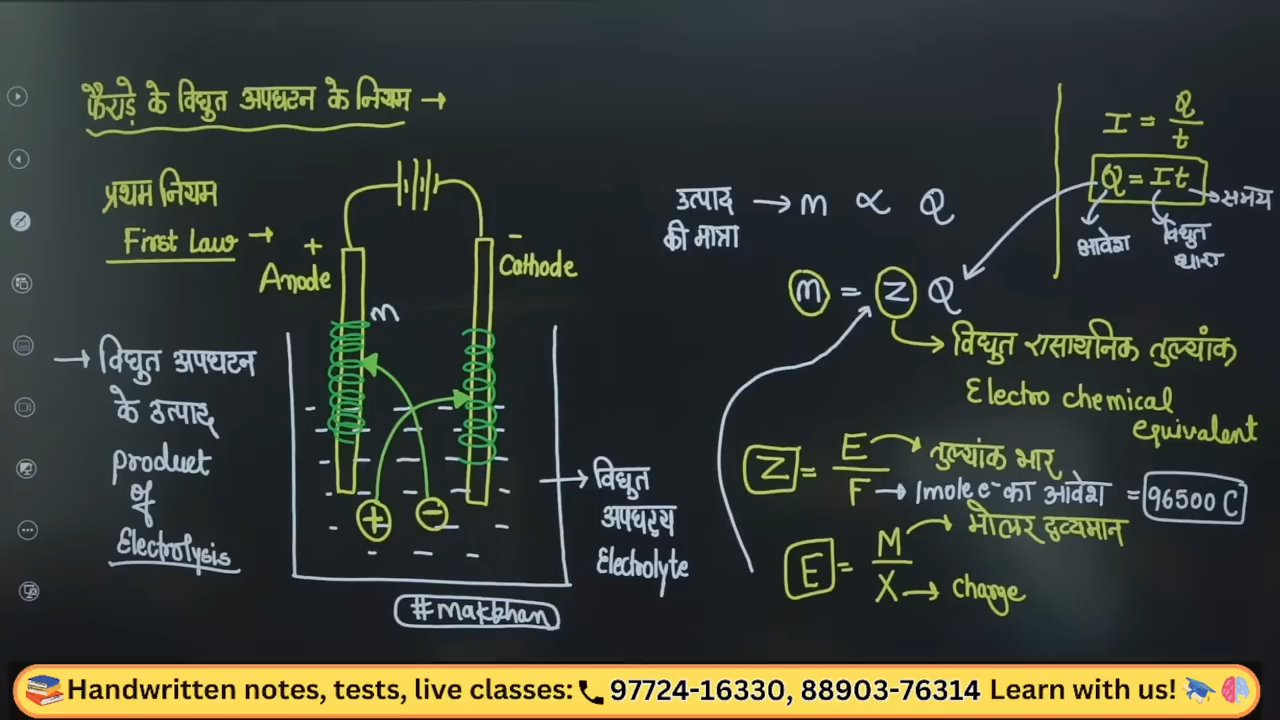 फैराडे के विद्युत अपघटन के नियम →
प्रथम नियम
First Law →
+
Anode
-
Cathode
m
→ विद्युत अपघटन
के उत्पाद
product
of
Electrolysis
+
-
→ विद्युत
अपघट्य
Electrolyte
#makkhan
उत्पाद
की मात्रा
→ m ∝ Q
I = Q/t
Q = It
→ समय
आवेश
विद्युत
धारा
m = Z Q
→ विद्युत रासायनिक तुल्यांक
Electro chemical
equivalent
Z = E/F
→ तुल्यांक भार
→ 1mole e⁻ का आवेश = 96500 C
E = M/X
→ मोलर द्रव्यमान
→ charge
Handwritten notes, tests, live classes: 97724-16330, 88903-76314 Learn with us!